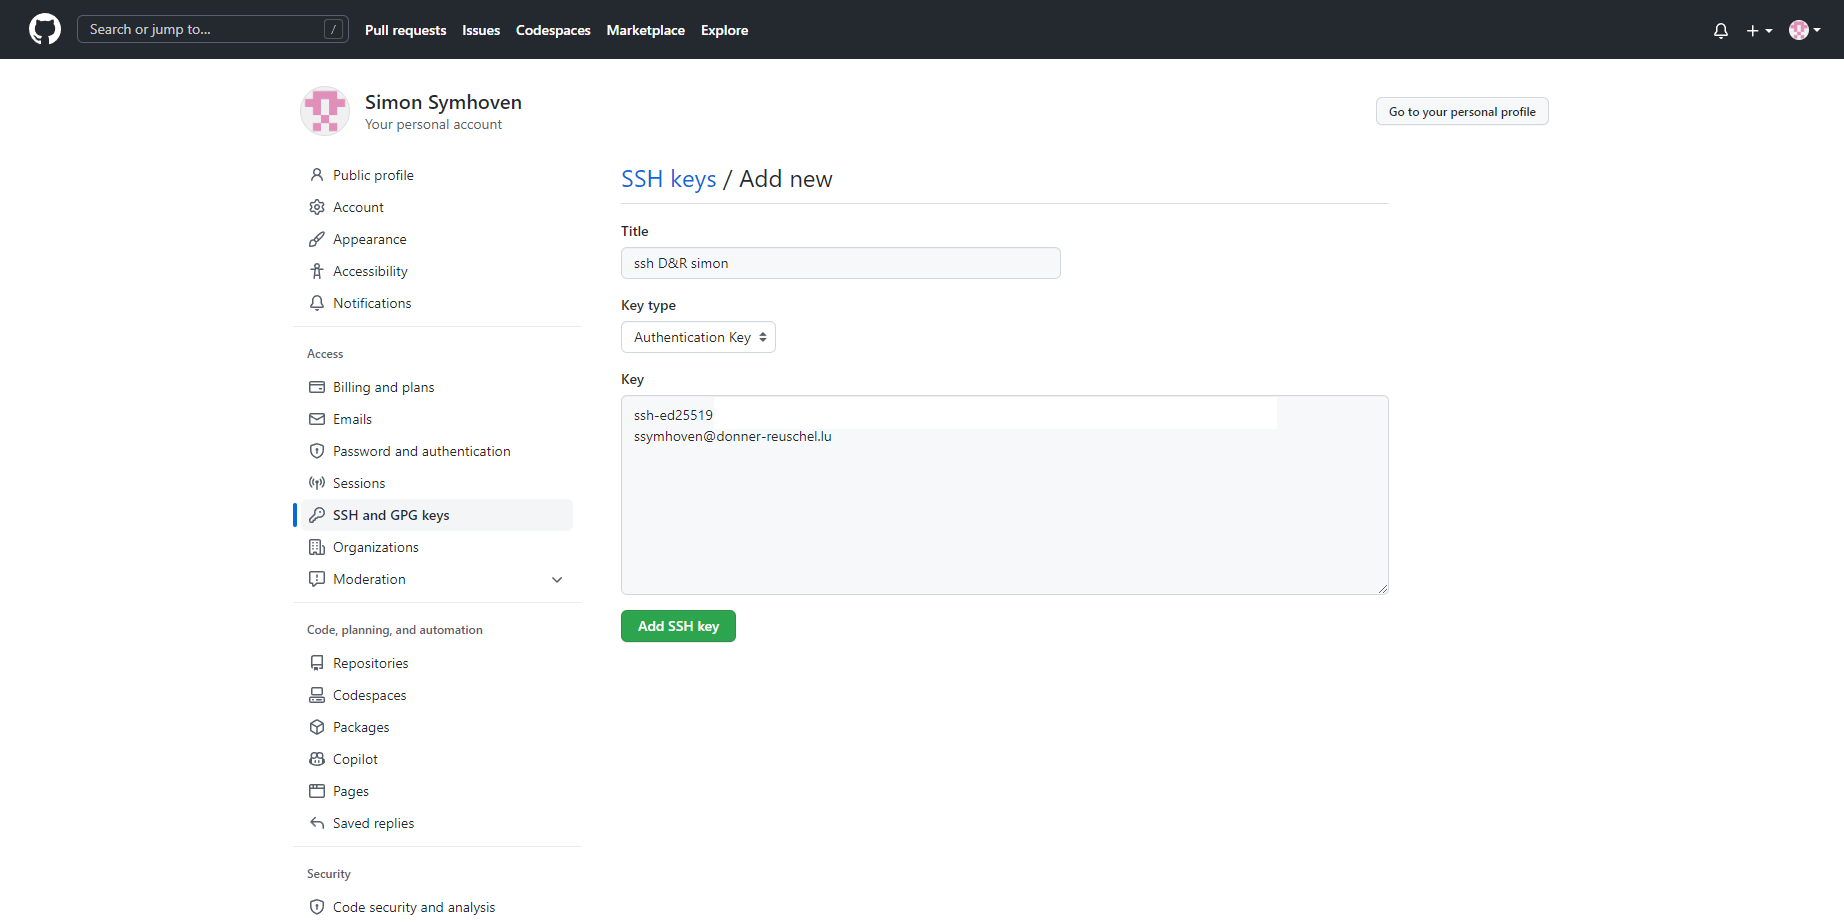 Search or jump to... /
Pull requests Issues Codespaces Marketplace Explore
Simon Symhoven
Your personal account
Go to your personal profile
Public profile
Account
Appearance
Accessibility
Notifications
Access
Billing and plans
Emails
Password and authentication
Sessions
SSH and GPG keys
Organizations
Moderation
Code, planning, and automation
Repositories
Codespaces
Packages
Copilot
Pages
Saved replies
Security
Code security and analysis
SSH keys / Add new
Title
ssh D&R simon
Key type
Authentication Key
Key
ssh-ed25519
ssymhoven@donner-reuschel.lu
Add SSH key